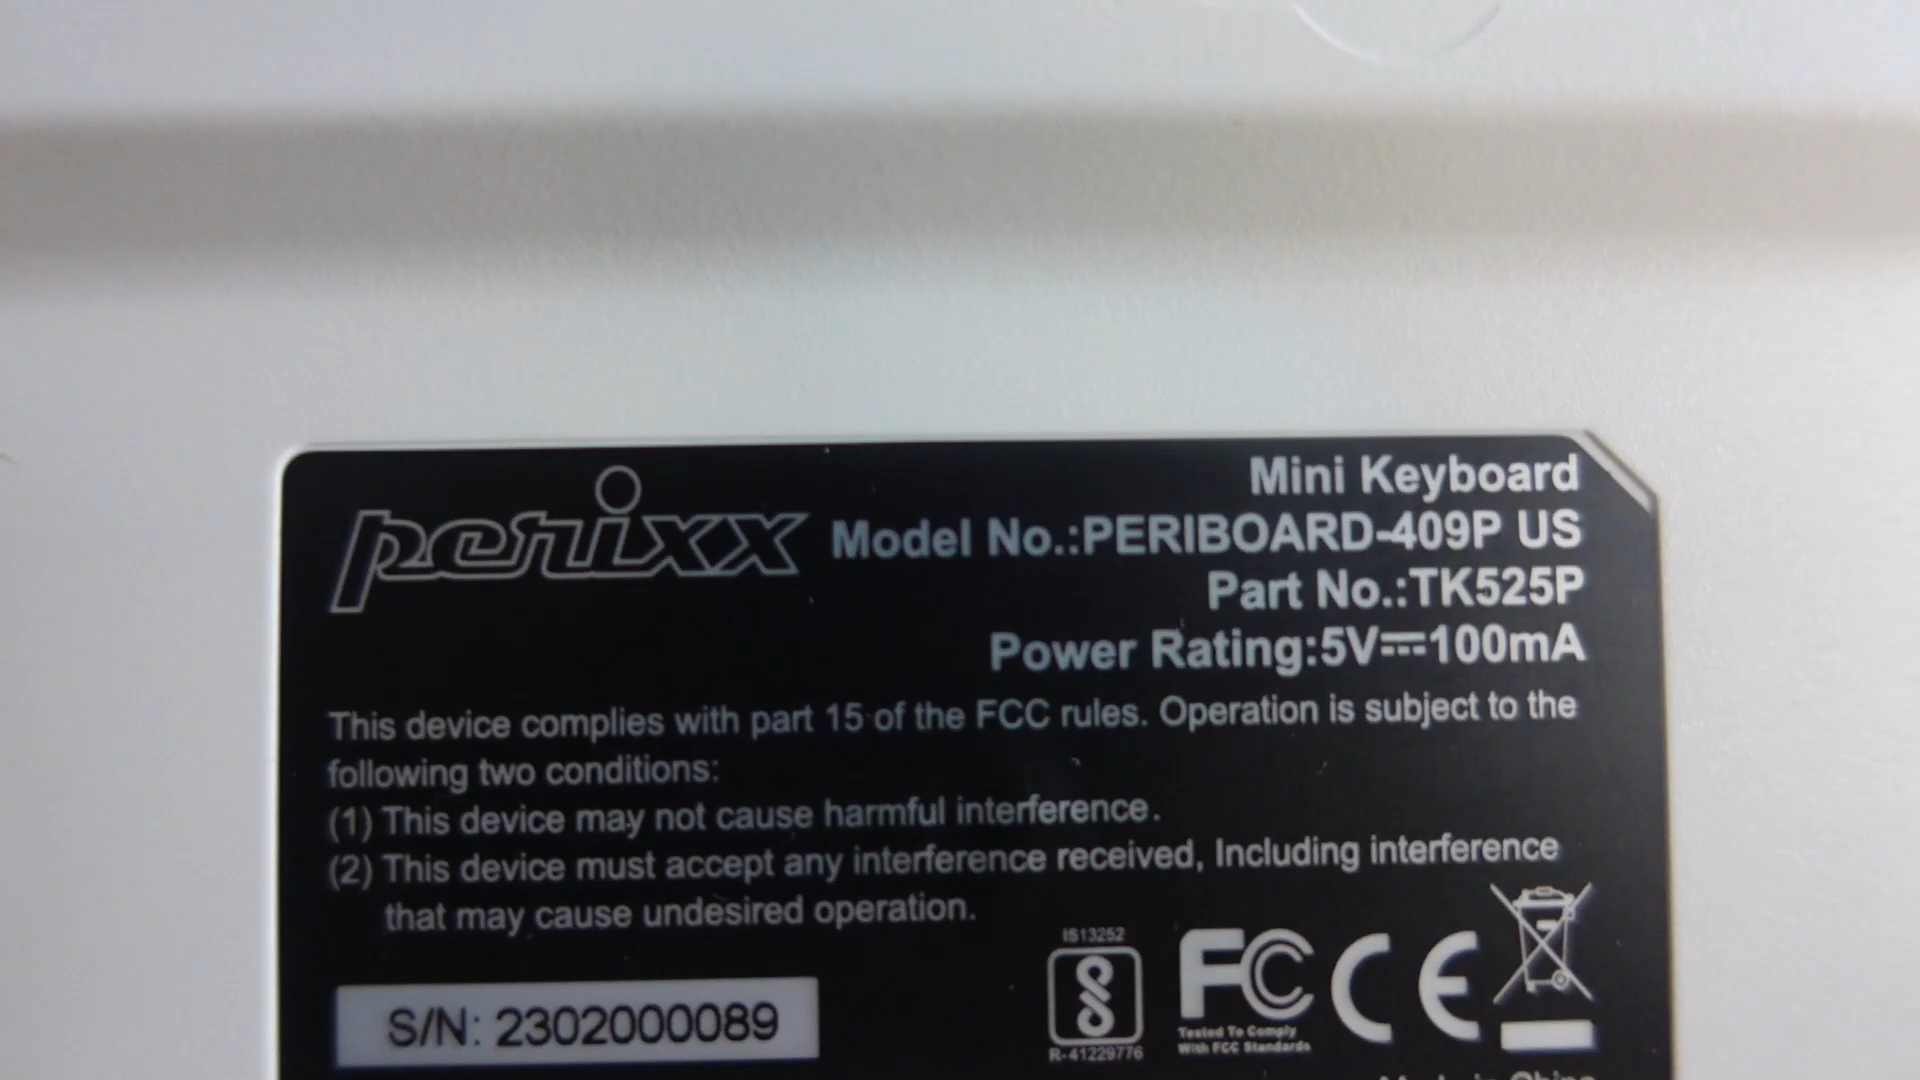 perixx
Mini Keyboard
Model No.:PERIBOARD-409P US
Part No.:TK525P
Power Rating:5V⎓100mA
This device complies with part 15 of the FCC rules. Operation is subject to the
following two conditions:
(1) This device may not cause harmful interference.
(2) This device must accept any interference received, Including interference
that may cause undesired operation.
S/N: 2302000089
IS13252
R-41229776
FC
Tested To Comply
With FCC Standards
CE
Made in China